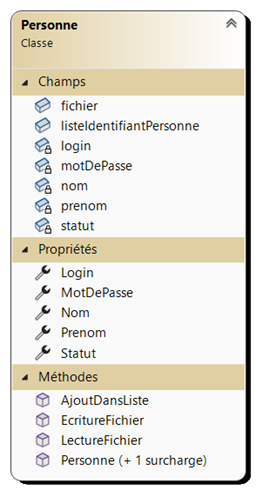 Personne
Classe
Champs
fichier
listeIdentifiantPersonne
login
motDePasse
nom
prenom
statut
Propriétés
Login
MotDePasse
Nom
Prenom
Statut
Méthodes
AjoutDansListe
EcritureFichier
LectureFichier
Personne (+ 1 surcharge)